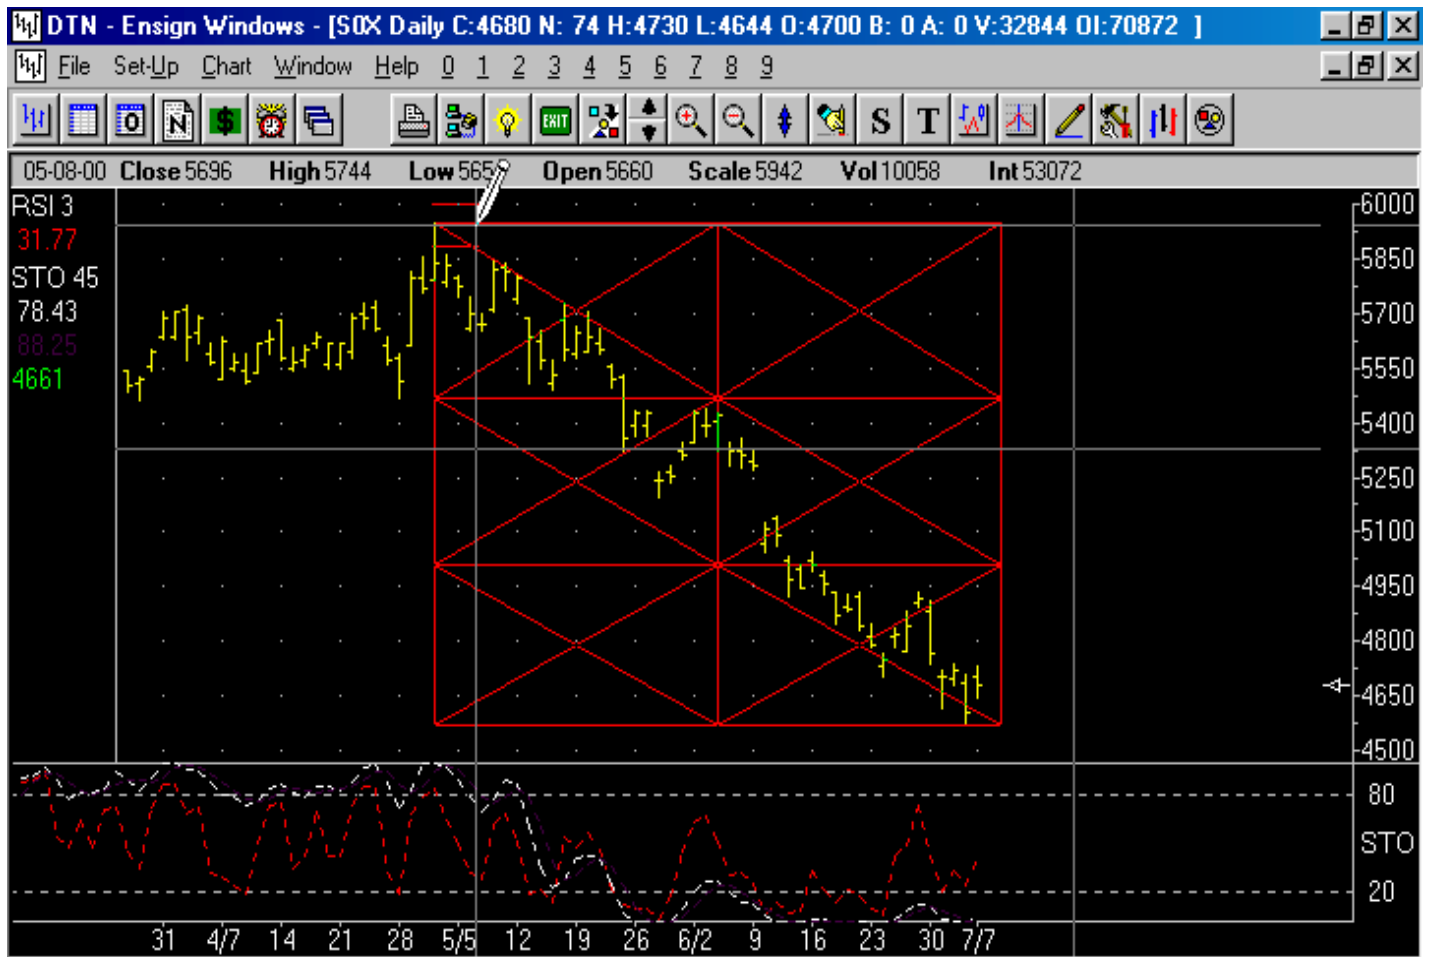 DTN - Ensign Windows - [S0X Daily C:4680 N: 74 H:4730 L:4644 O:4700 B: 0 A: 0 V:32844 OI:70872 ]
File Set-Up Chart Window Help 0 1 2 3 4 5 6 7 8 9
O N $ EXIT S T
05-08-00 Close 5696 High 5744 Low Open 5660 Scale 5942 Vol 10058 Int 53072
RSI 3
31.77
STO 45
78.43
88.25
4661
6000
5850
5700
5550
5400
5250
5100
4950
4800
4650
4500
80
STO
20
31 4/7 14 21 28 5/5 12 19 26 6/2 9 16 23 30 7/7